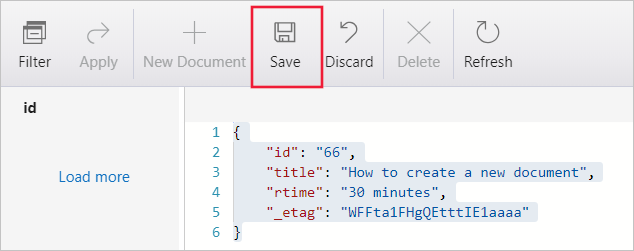 Filter Apply New Document Save Discard Delete Refresh
id
Load more
1 {
2 "id": "66",
3 "title": "How to create a new document",
4 "rtime": "30 minutes",
5 "_etag": "WFFta1FHgQEtttIE1aaaa"
6 }